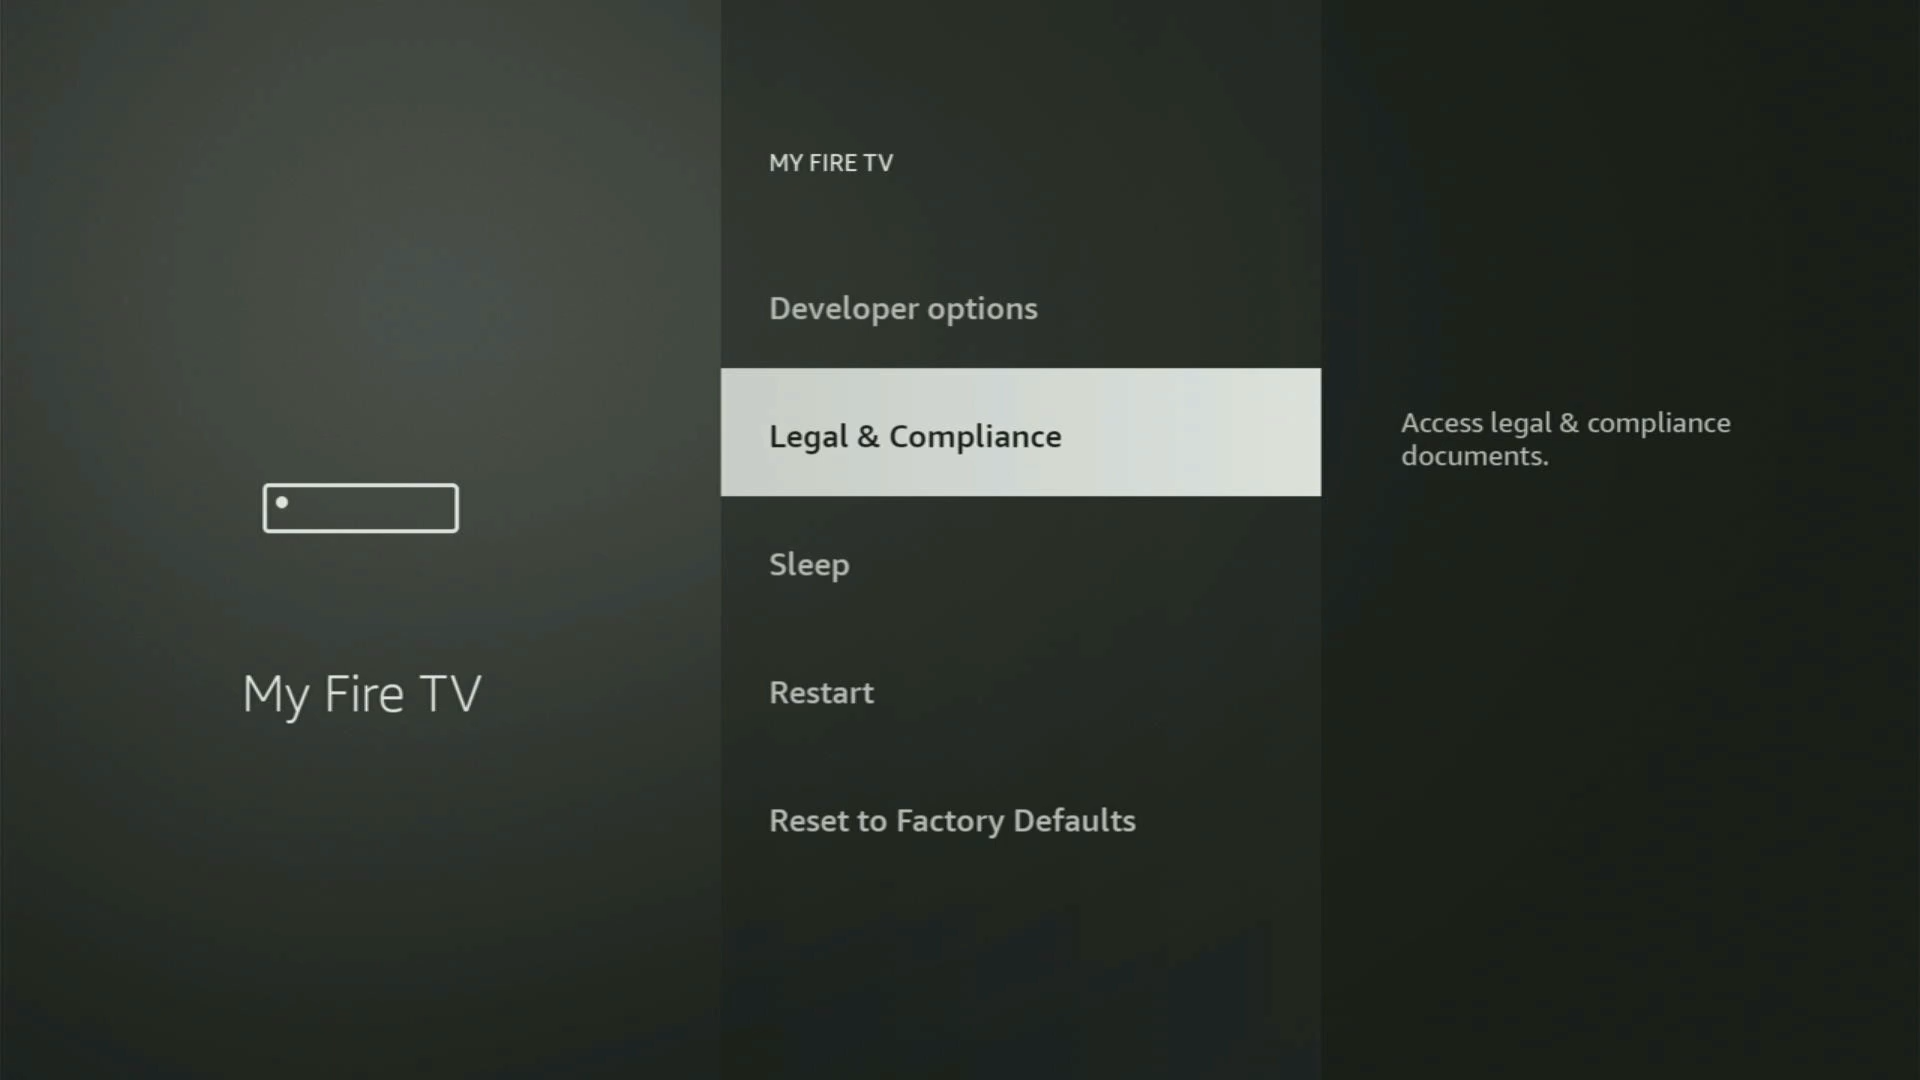 My Fire TV
MY FIRE TV
Developer options
Legal & Compliance
Sleep
Restart
Reset to Factory Defaults
Access legal & compliance
documents.